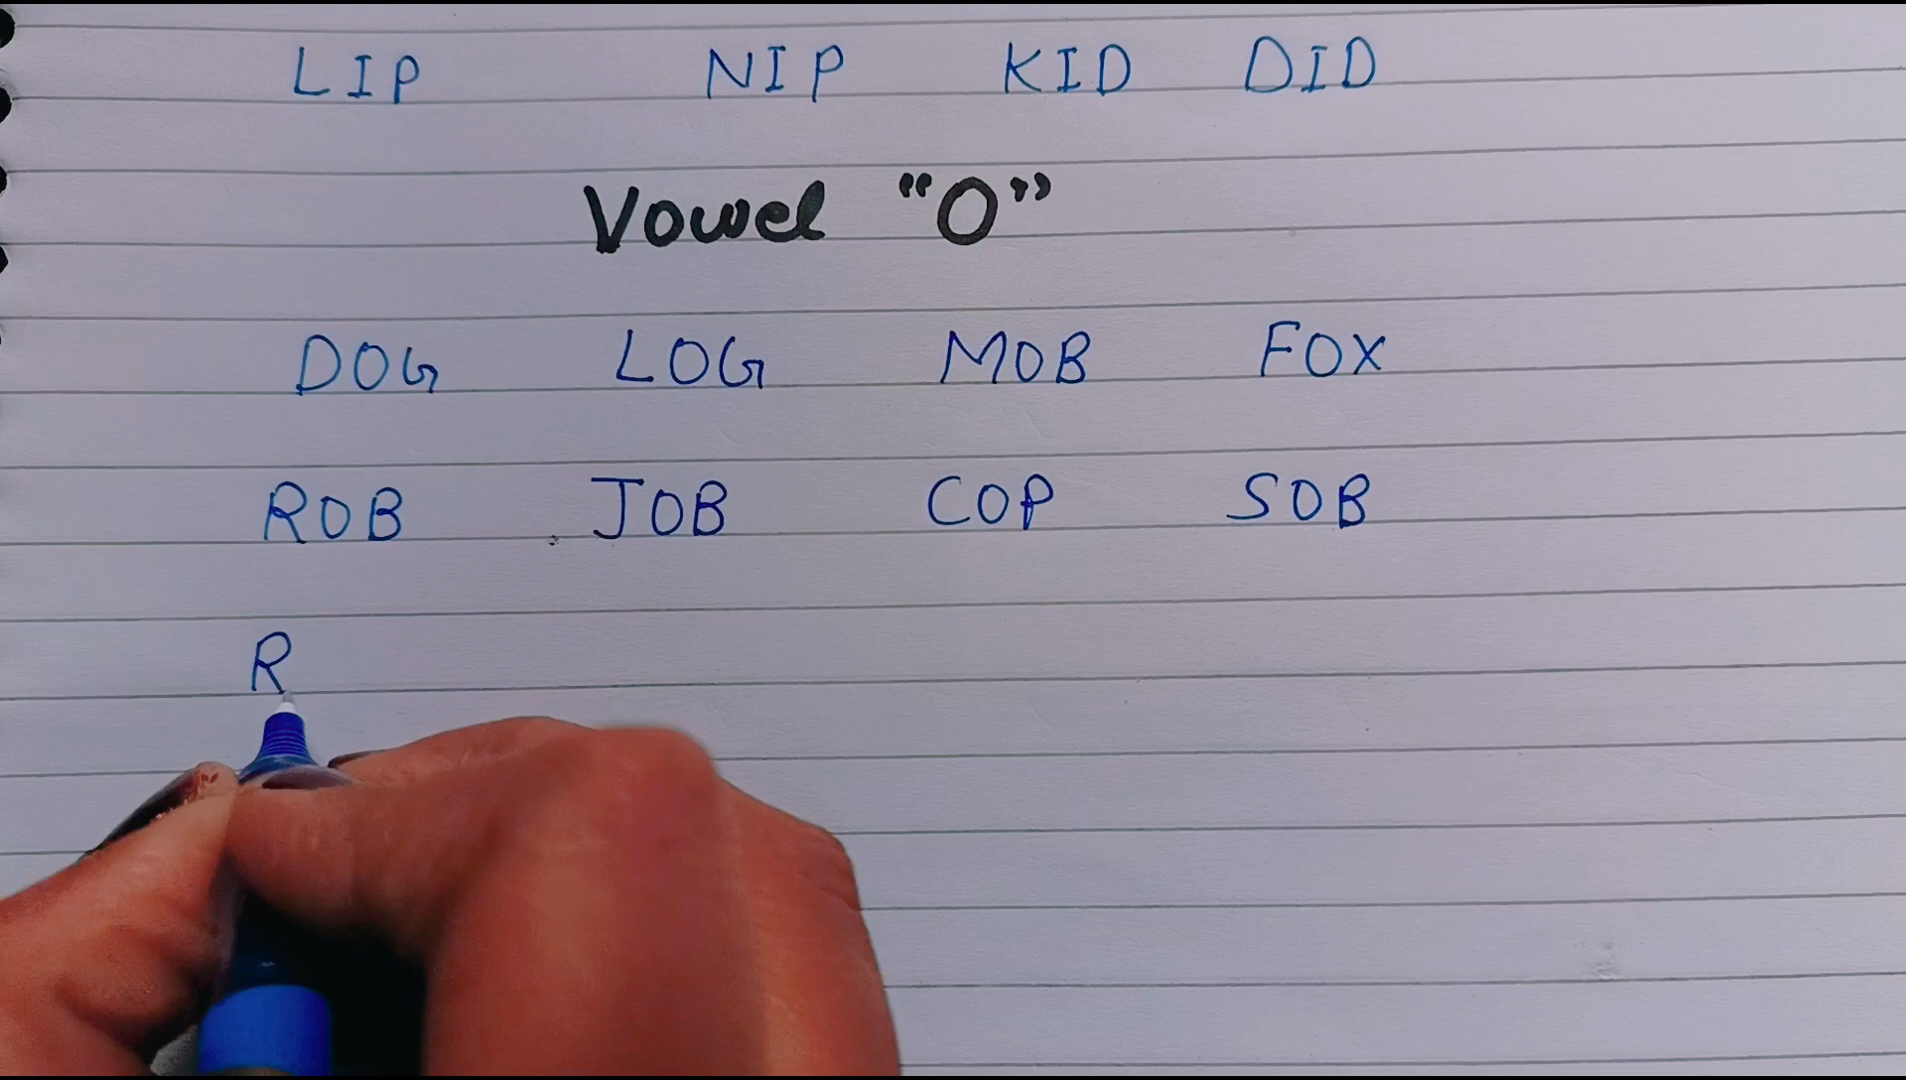 LIP NIP KID DID
Vowel “O”
DOG LOG MOB FOX
ROB JOB COP SOB
R